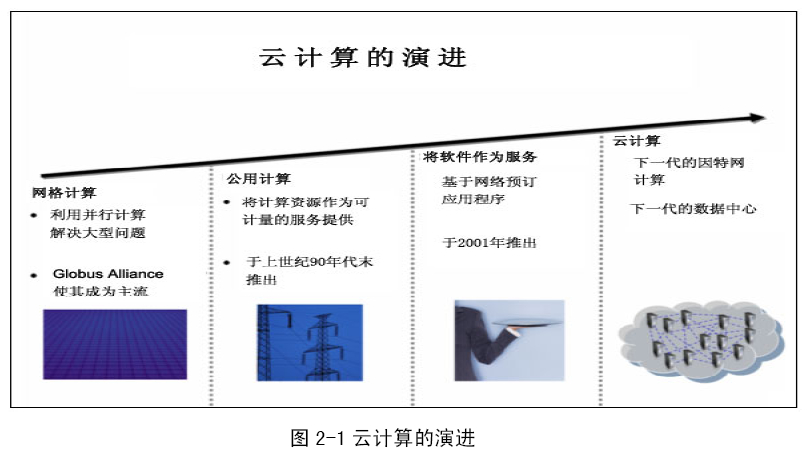 云计算的演进
网格计算
利用并行计算
解决大型问题
Globus Alliance
使其成为主流
公用计算
将计算资源作为可
计量的服务提供
于上世纪90年代末
推出
将软件作为服务
基于网络预订
应用程序
于2001年推出
云计算
下一代的因特网
计算
下一代的数据中心
图 2-1 云计算的演进